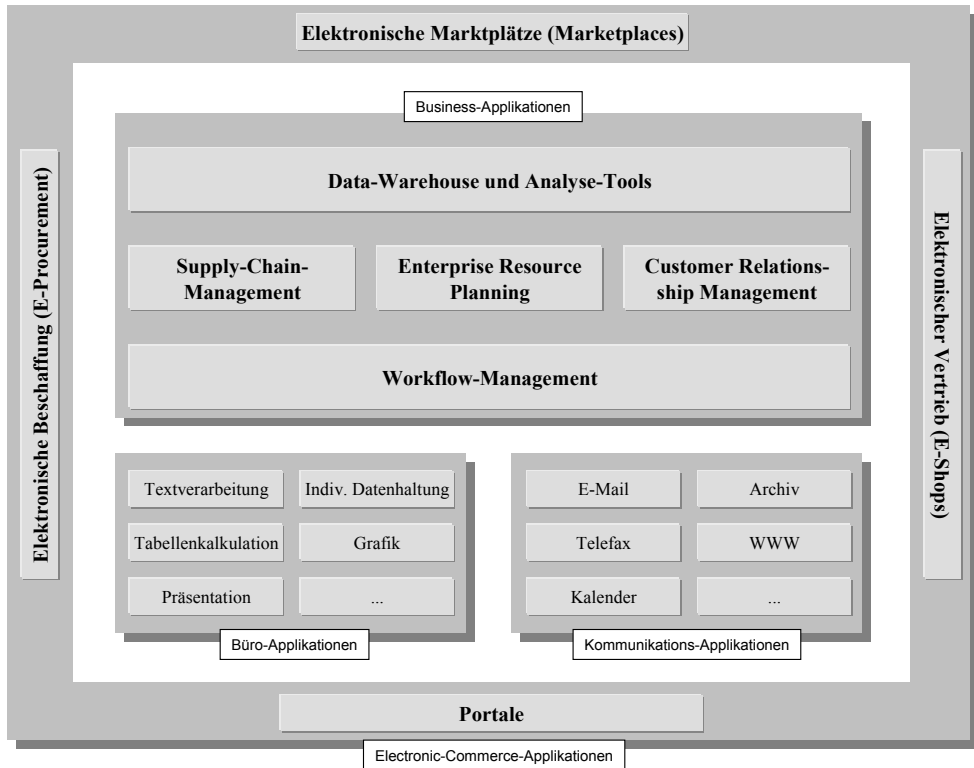 Elektronische Marktplätze (Marketplaces)
Elektronische Beschaffung (E-Procurement)
Business-Applikationen
Data-Warehouse und Analyse-Tools
Supply-Chain-
Management
Enterprise Resource
Planning
Customer Relations-
ship Management
Workflow-Management
Elektronischer Vertrieb (E-Shops)
Textverarbeitung
Indiv. Datenhaltung
Tabellenkalkulation
Grafik
Präsentation
...
Büro-Applikationen
E-Mail
Archiv
Telefax
WWW
Kalender
...
Kommunikations-Applikationen
Portale
Electronic-Commerce-Applikationen